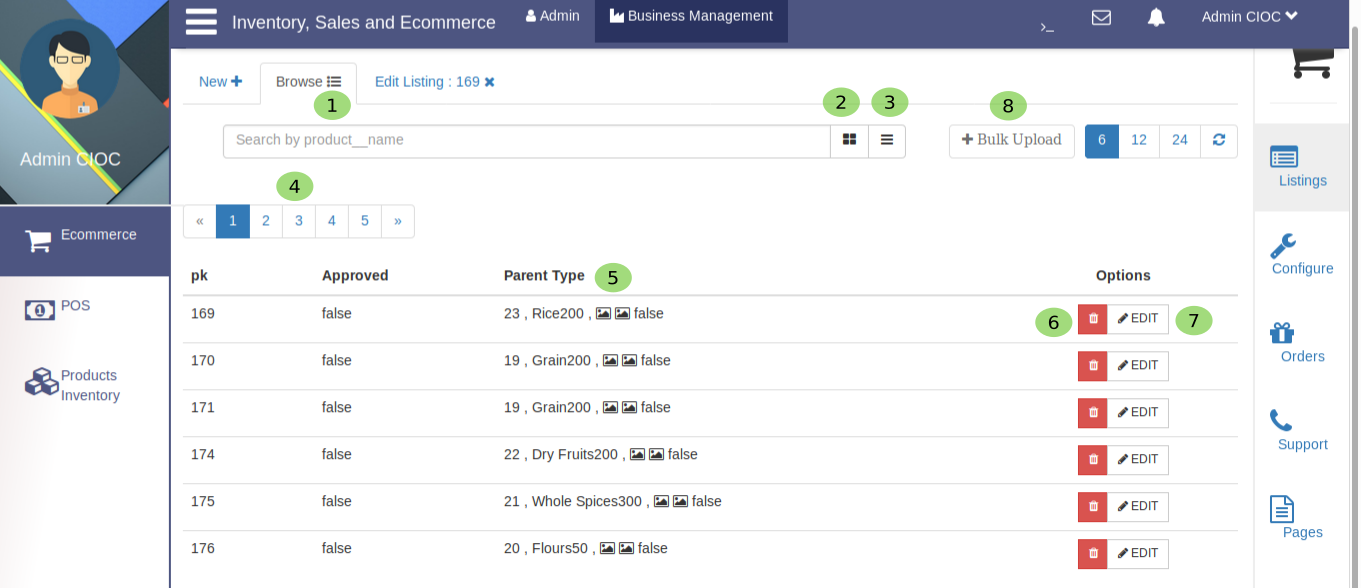 Inventory, Sales and Ecommerce
Admin
Business Management
>_
Admin CIOC
Admin CIOC
Ecommerce
POS
Products
Inventory
New
Browse
Edit Listing : 169
1
2
3
8
Search by product__name
Bulk Upload
6 12 24
4
« 1 2 3 4 5 »
pk Approved Parent Type 5 Options
169 false 23 , Rice200 , false 6 EDIT 7
170 false 19 , Grain200 , false EDIT
171 false 19 , Grain200 , false EDIT
174 false 22 , Dry Fruits200 , false EDIT
175 false 21 , Whole Spices300 , false EDIT
176 false 20 , Flours50 , false EDIT
Listings
Configure
Orders
Support
Pages